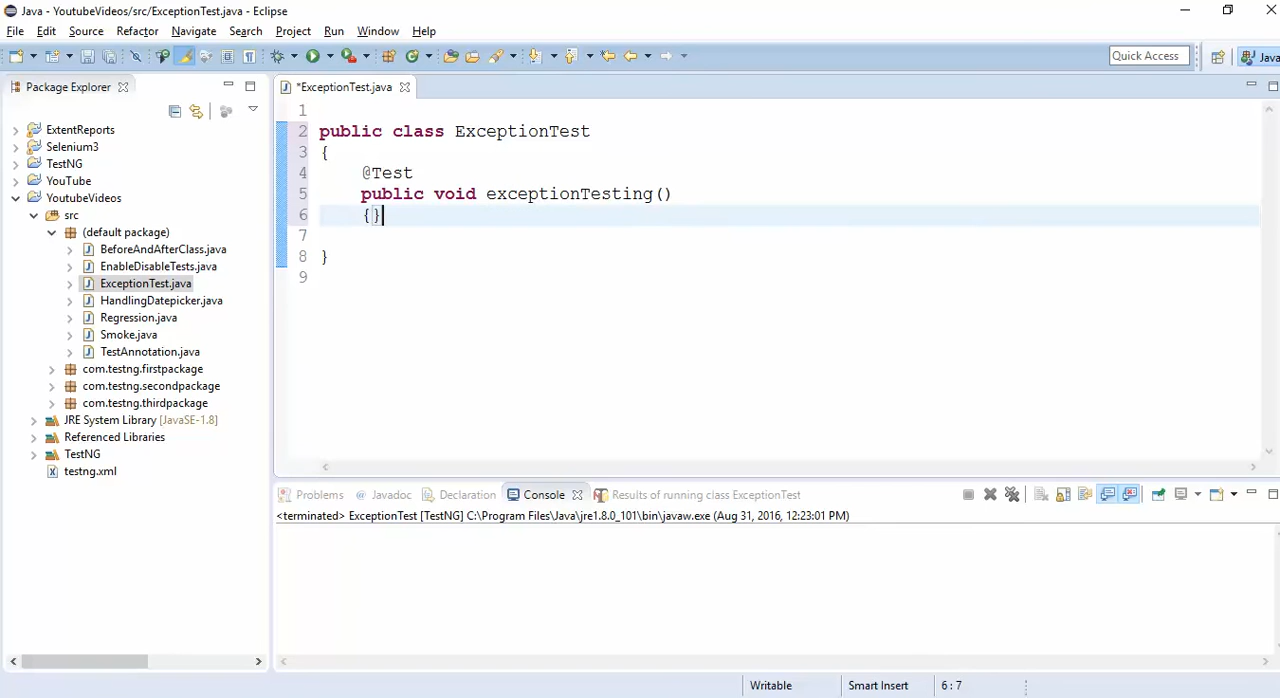 Java - YoutubeVideos/src/ExceptionTest.java - Eclipse
File Edit Source Refactor Navigate Search Project Run Window Help
Quick Access
Java
Package Explorer
*ExceptionTest.java
ExtentReports
Selenium3
TestNG
YouTube
YoutubeVideos
src
(default package)
BeforeAndAfterClass.java
EnableDisableTests.java
ExceptionTest.java
HandlingDatepicker.java
Regression.java
Smoke.java
TestAnnotation.java
com.testng.firstpackage
com.testng.secondpackage
com.testng.thirdpackage
JRE System Library [JavaSE-1.8]
Referenced Libraries
TestNG
testng.xml
1
2 public class ExceptionTest
3 {
4 @Test
5 public void exceptionTesting()
6 {}
7
8 }
9
Problems @ Javadoc Declaration Console Results of running class ExceptionTest
<terminated> ExceptionTest [TestNG] C:\Program Files\Java\jre1.8.0_101\bin\javaw.exe (Aug 31, 2016, 12:23:01 PM)
Writable Smart Insert 6 : 7